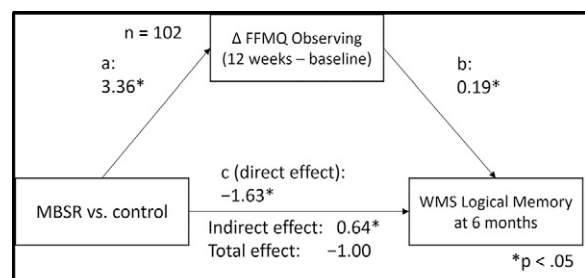 n = 102
Δ FFMQ Observing
(12 weeks – baseline)
a:
3.36*
b:
0.19*
c (direct effect):
−1.63*
MBSR vs. control
Indirect effect: 0.64*
Total effect: −1.00
WMS Logical Memory
at 6 months
*p < .05